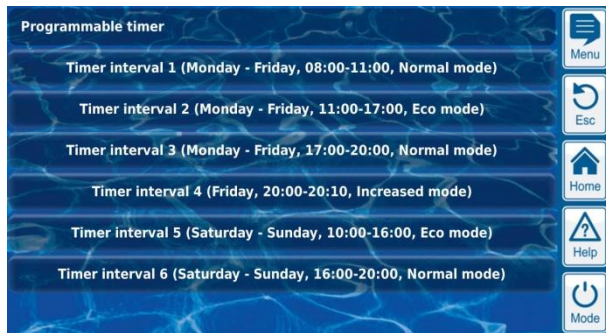 Programmable timer
Timer interval 1 (Monday - Friday, 08:00-11:00, Normal mode)
Timer interval 2 (Monday - Friday, 11:00-17:00, Eco mode)
Timer interval 3 (Monday - Friday, 17:00-20:00, Normal mode)
Timer interval 4 (Friday, 20:00-20:10, Increased mode)
Timer interval 5 (Saturday - Sunday, 10:00-16:00, Eco mode)
Timer interval 6 (Saturday - Sunday, 16:00-20:00, Normal mode)
Menu
Esc
Home
?
Help
Mode